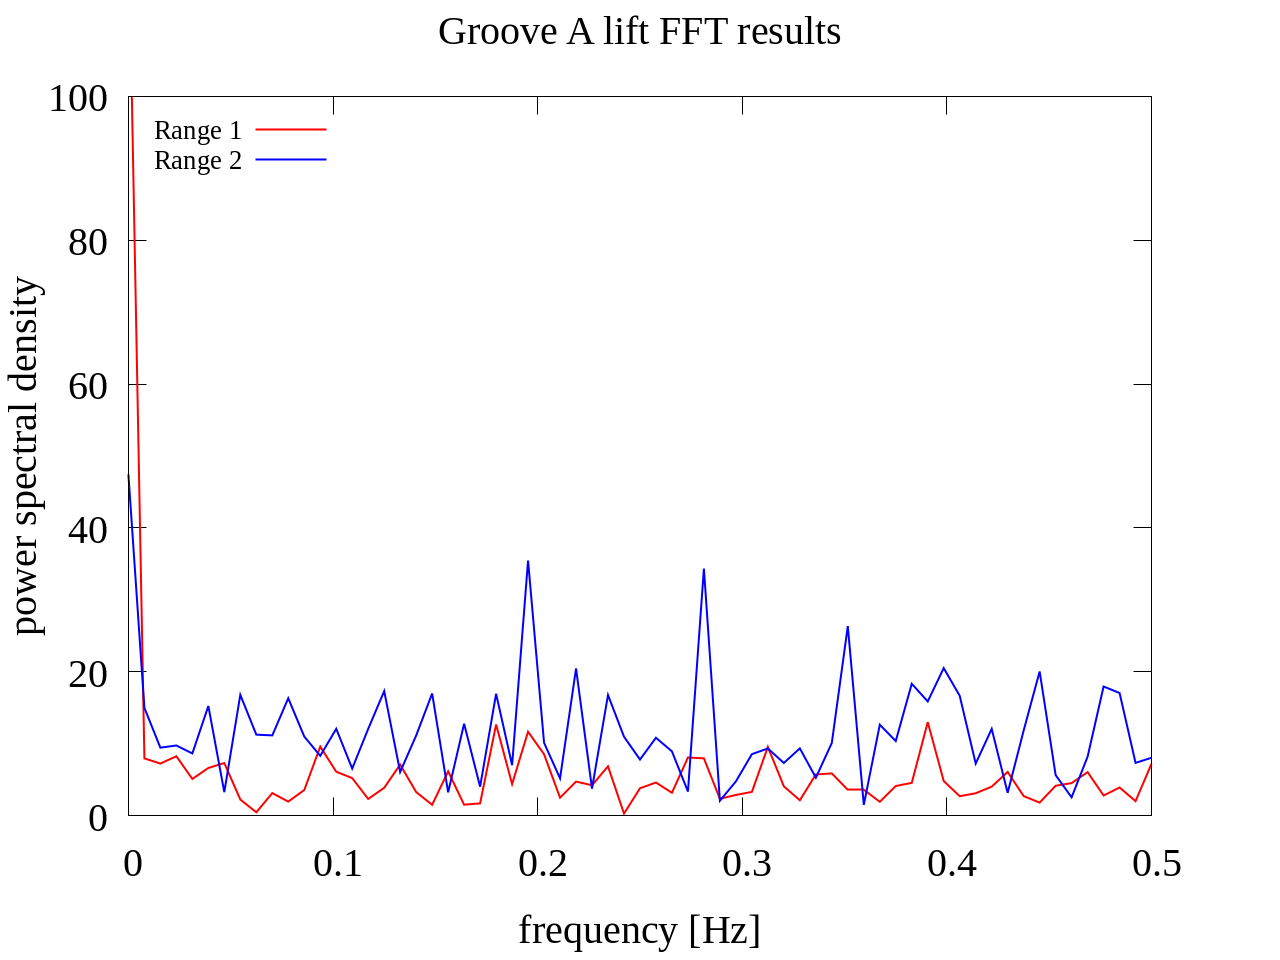 Groove A lift FFT results
100
80
60
40
20
0
power spectral density
Range 1
Range 2
0 0.1 0.2 0.3 0.4 0.5
frequency [Hz]